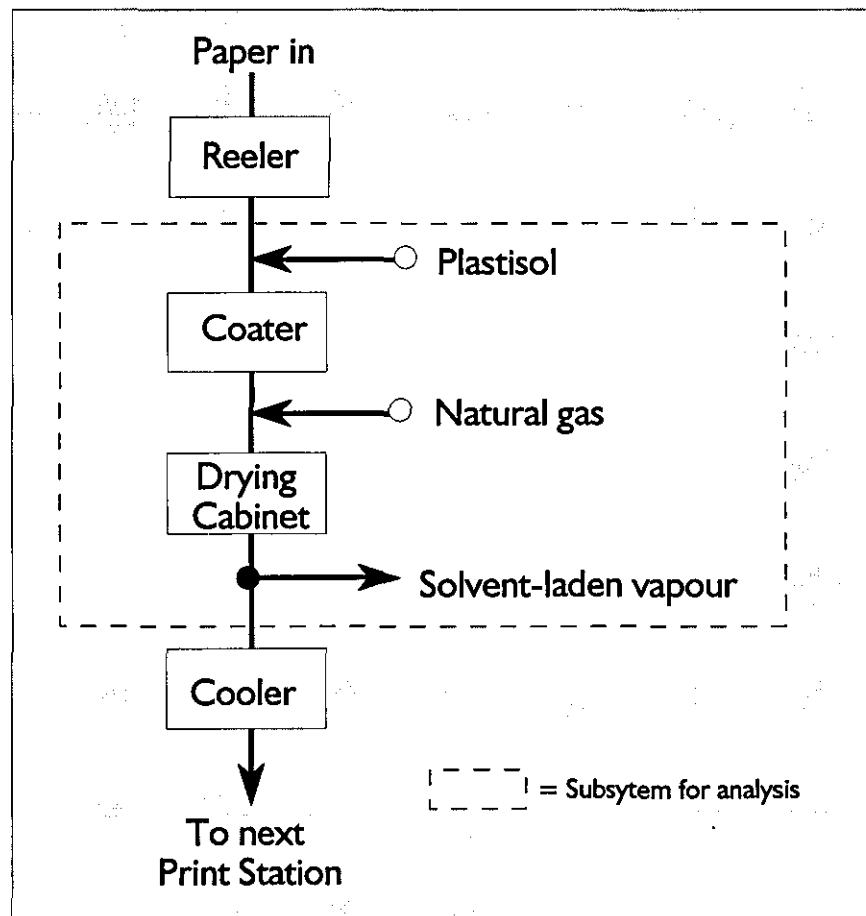 Paper in
Reeler
Plastisol
Coater
Natural gas
Drying
Cabinet
Solvent-laden vapour
Cooler
= Subsytem for analysis
To next
Print Station